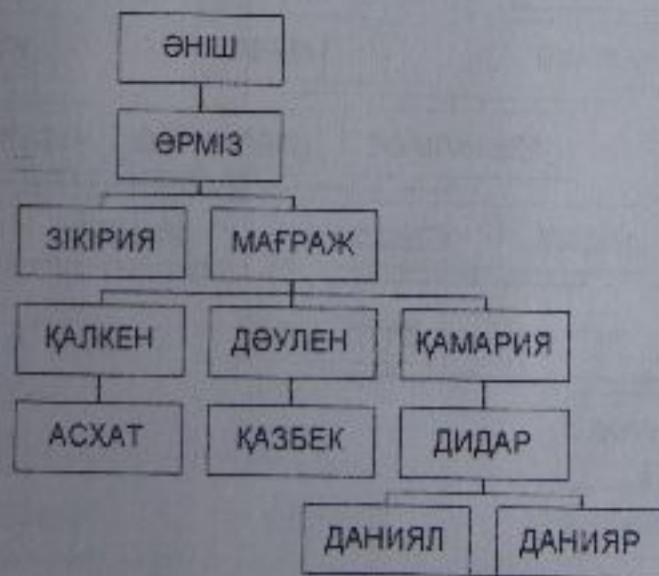 ӘНІШ
ӨРМІЗ
ЗІКІРИЯ МАҒРАЖ
ҚАЛКЕН ДӘУЛЕН ҚАМАРИЯ
АСХАТ ҚАЗБЕК ДИДАР
ДАНИЯЛ ДАНИЯР